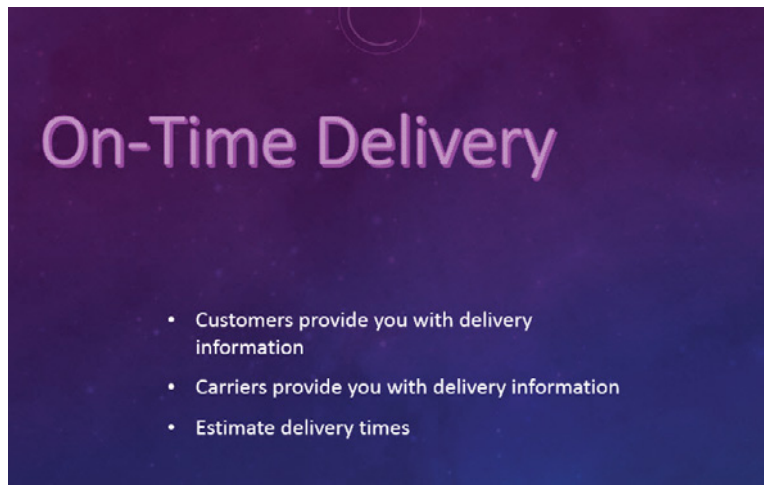 On-Time Delivery
• Customers provide you with delivery
information
• Carriers provide you with delivery information
• Estimate delivery times